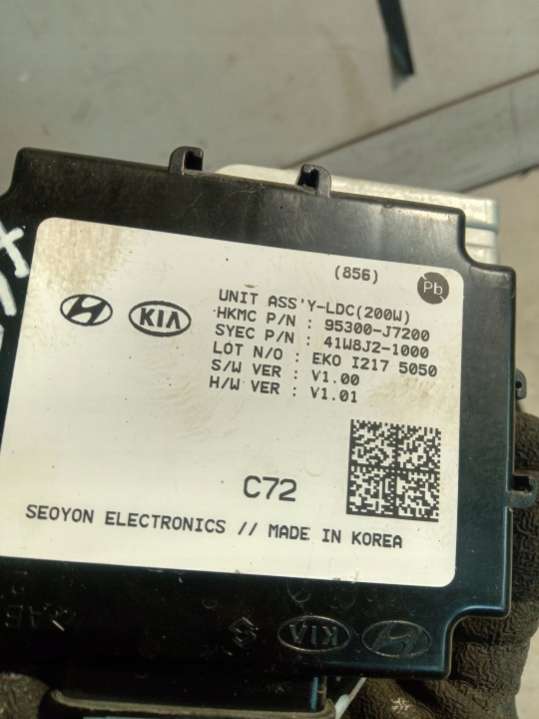 (856)
Pb
UNIT ASS'Y-LDC(200W)
HKMC P/N : 95300-J7200
SYEC P/N : 41W8J2-1000
LOT N/O : EKO I217 5050
S/W VER : V1.00
H/W VER : V1.01
KIA
C72
SEOYON ELECTRONICS // MADE IN KOREA
KIA